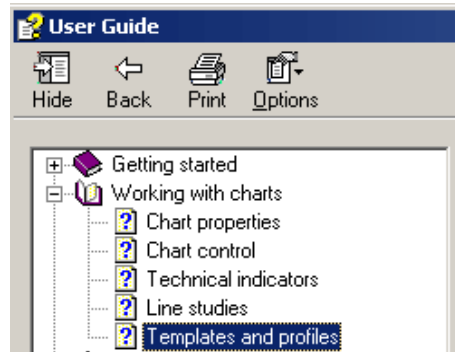 User Guide
Hide Back Print Options
Getting started
Working with charts
Chart properties
Chart control
Technical indicators
Line studies
Templates and profiles